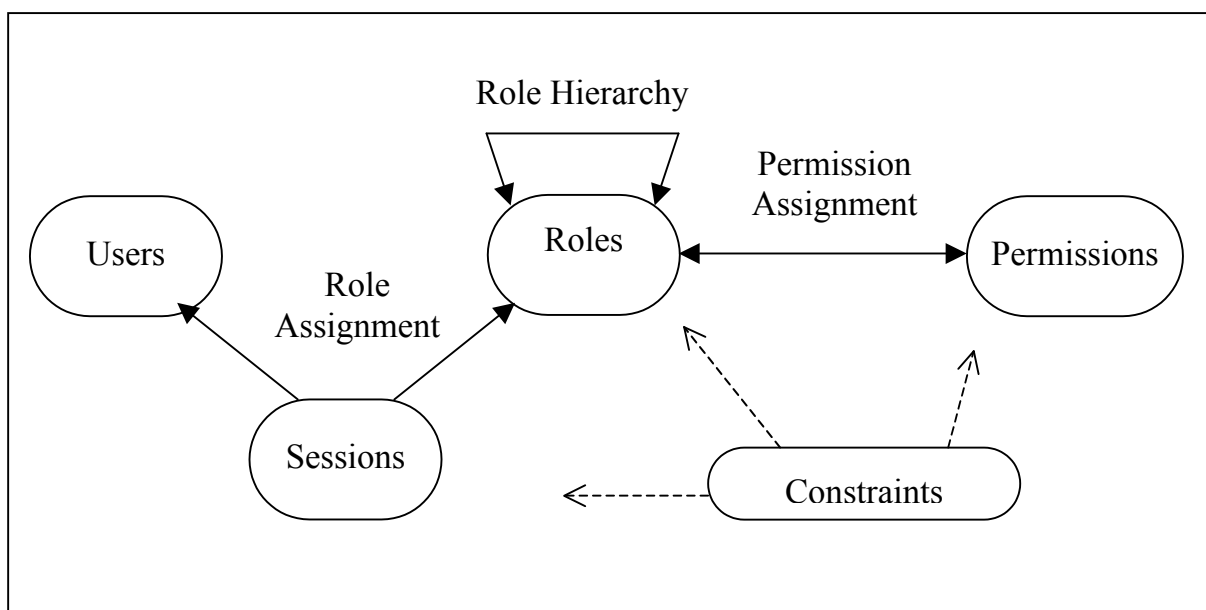 Role Hierarchy
Permission
Assignment
Users
Roles
Permissions
Role
Assignment
Sessions
Constraints